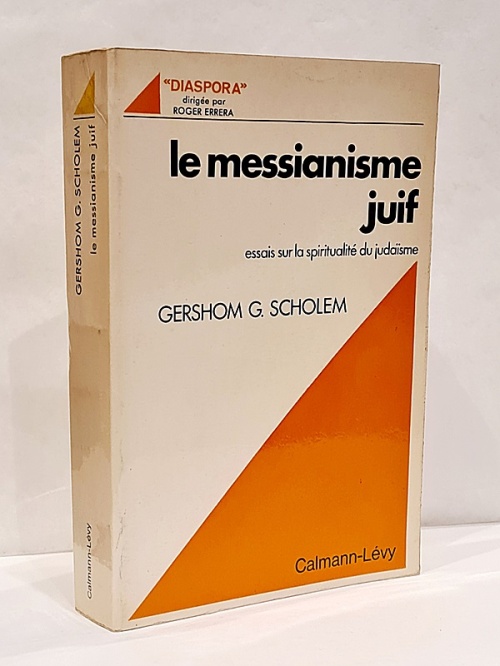 «DIASPORA»
dirigée par
ROGER ERRERA
le messianisme
juif
essais sur la spiritualité du judaïsme
GERSHOM G. SCHOLEM
Calmann-Lévy
GERSHOM G. SCHOLEM
le messianisme juif
Calmann-Lévy